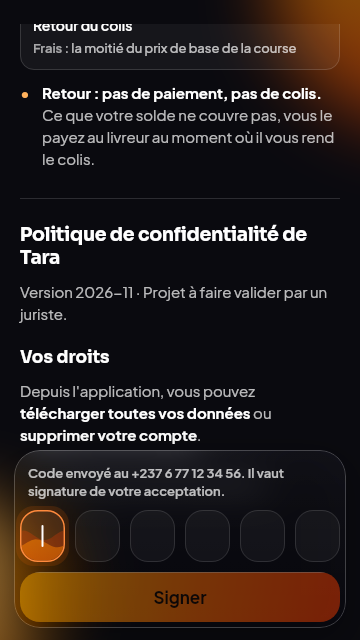 Retour du colis
Frais : la moitié du prix de base de la course
• Retour : pas de paiement, pas de colis.
Ce que votre solde ne couvre pas, vous le
payez au livreur au moment où il vous rend
le colis.
Politique de confidentialité de
Tara
Version 2026-11 · Projet à faire valider par un
juriste.
Vos droits
Depuis l'application, vous pouvez
télécharger toutes vos données ou
supprimer votre compte.
Code envoyé au +237 6 77 12 34 56. Il vaut
signature de votre acceptation.
Signer